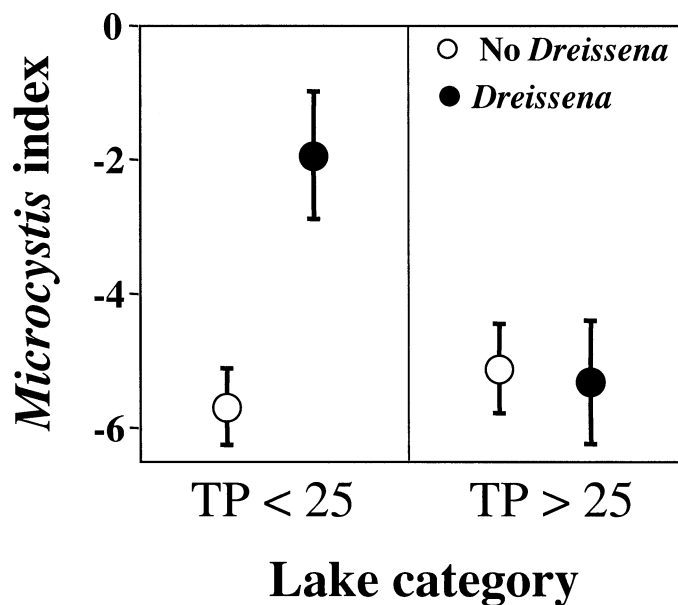 Microcystis index
0
-2
-4
-6
No Dreissena
Dreissena
TP < 25
TP > 25
Lake category